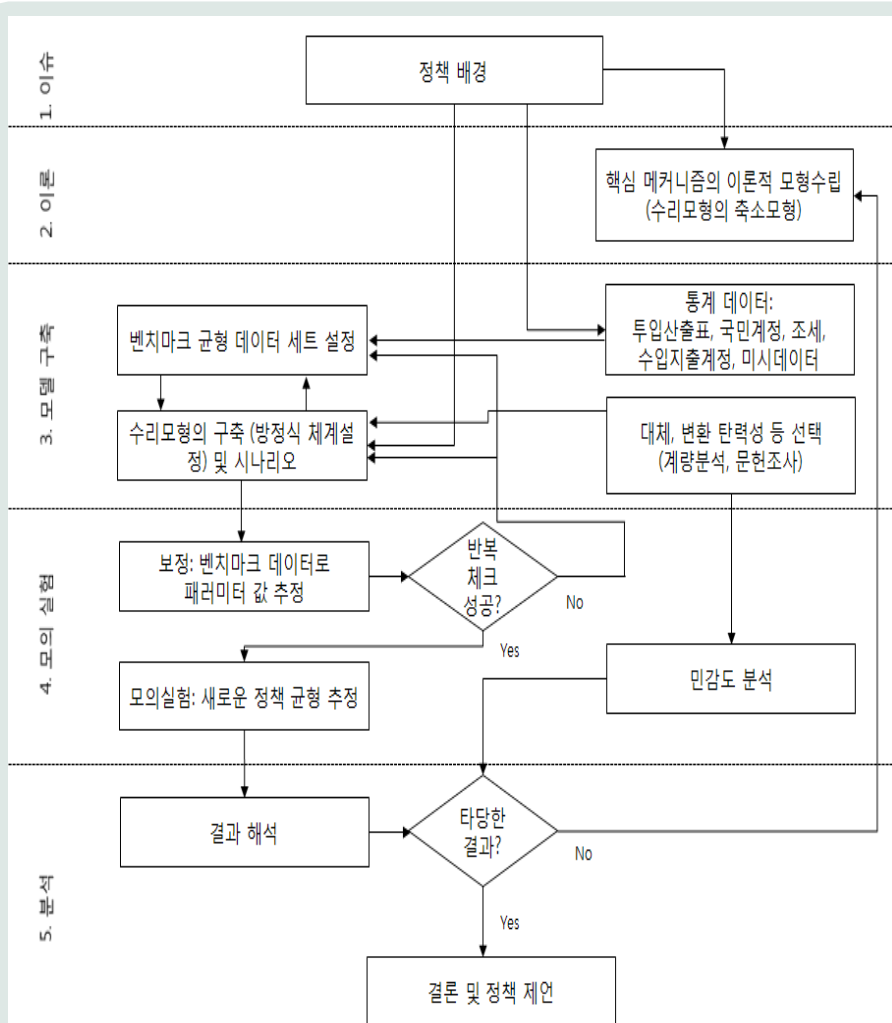 1. 이슈
정책 배경
2. 이론
핵심 메커니즘의 이론적 모형수립
(수리모형의 축소모형)
3. 모델 구축
벤치마크 균형 데이터 세트 설정
통계 데이터:
투입산출표, 국민계정, 조세,
수입지출계정, 미시데이터
수리모형의 구축 (방정식 체계설
정) 및 시나리오
대체, 변환 탄력성 등 선택
(계량분석, 문헌조사)
4. 모의 실험
보정: 벤치마크 데이터로
패러미터 값 추정
반복
체크
성공?
No
Yes
모의실험: 새로운 정책 균형 추정
민감도 분석
5. 분석
결과 해석
타당한
결과?
No
Yes
결론 및 정책 제언